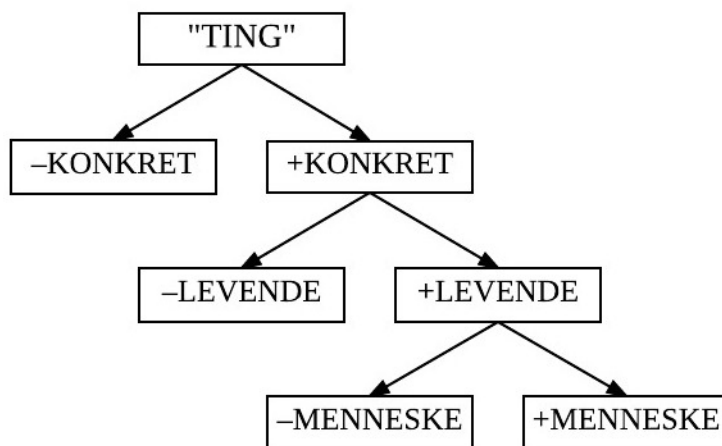 "TING"
–KONKRET
+KONKRET
–LEVENDE
+LEVENDE
–MENNESKE
+MENNESKE